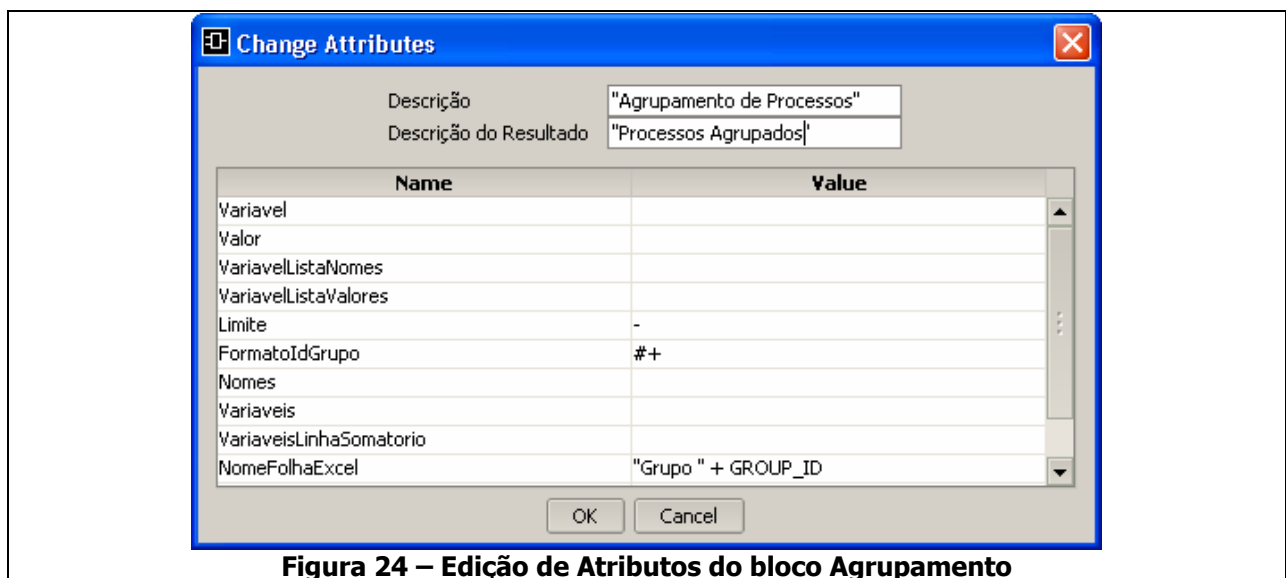 Change Attributes
Descrição "Agrupamento de Processos"
Descrição do Resultado "Processos Agrupados"
Name Value
Variavel
Valor
VariavelListaNomes
VariavelListaValores
Limite -
FormatoIdGrupo #+
Nomes
Variaveis
VariaveisLinhaSomatorio
NomeFolhaExcel "Grupo " + GROUP_ID
OK Cancel
Figura 24 – Edição de Atributos do bloco Agrupamento